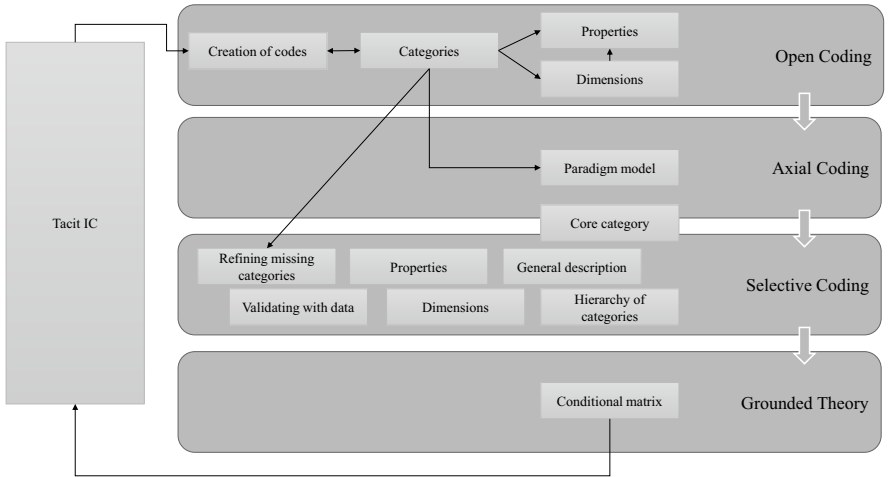 Tacit IC
Creation of codes
Categories
Properties
Dimensions
Open Coding
Paradigm model
Axial Coding
Core category
Refining missing
categories
Properties
General description
Validating with data
Dimensions
Hierarchy of
categories
Selective Coding
Conditional matrix
Grounded Theory